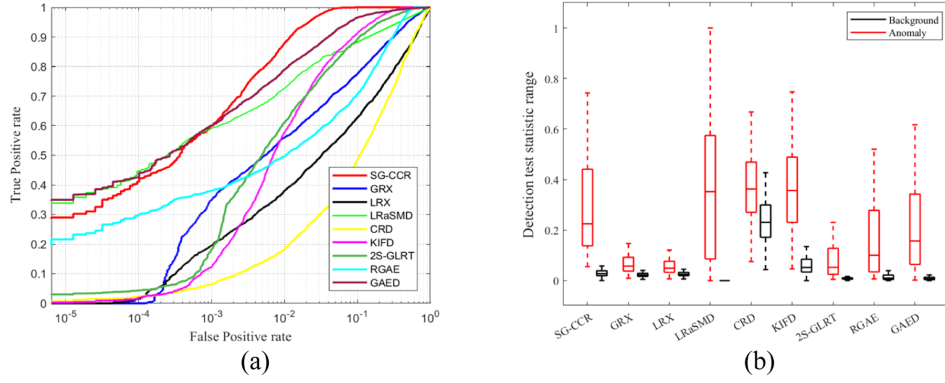 1
0.9
0.8
0.7
0.6
0.5
0.4
0.3
0.2
0.1
0
True Positive rate
SG-CCR
GRX
LRX
LRaSMD
CRD
KIFD
2S-GLRT
RGAE
GAED
10-5 10-4 10-3 10-2 10-1 100
False Positive rate
(a)
Background
Anomaly
1
0.8
0.6
0.4
0.2
0
Detection test statistic range
SG-CCR GRX LRX LRaSMD CRD KIFD 2S-GLRT RGAE GAED
(b)